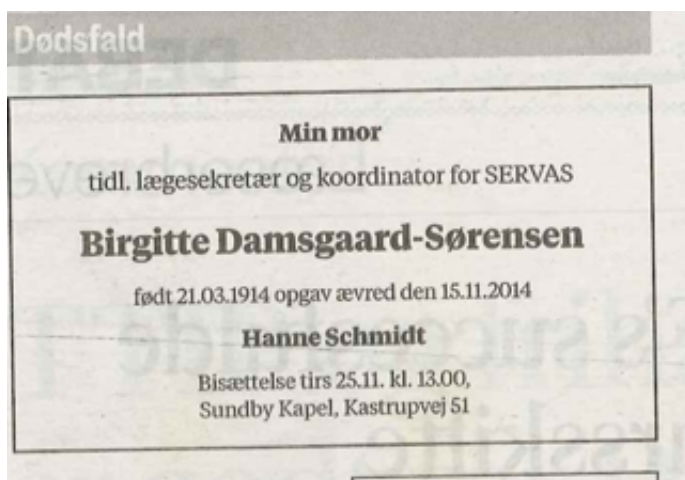 Dødsfald
Min mor
tidl. lægesekretær og koordinator for SERVAS
Birgitte Damsgaard-Sørensen
født 21.03.1914 opgav ævred den 15.11.2014
Hanne Schmidt
Bisættelse tirs 25.11. kl. 13.00,
Sundby Kapel, Kastrupvej 51